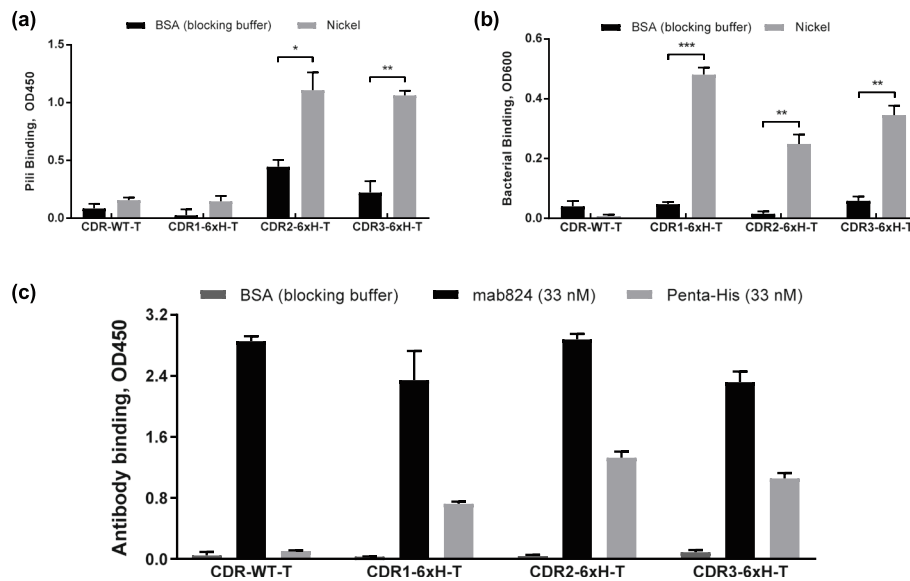 (a)
BSA (blocking buffer) Nickel
*
**
1.5
1.0
0.5
0.0
Pili Binding, OD450
CDR-WT-T CDR1-6xH-T CDR2-6xH-T CDR3-6xH-T
(b)
BSA (blocking buffer) Nickel
***
**
**
0.6
0.4
0.2
0.0
Bacterial Binding, OD600
CDR-WT-T CDR1-6xH-T CDR2-6xH-T CDR3-6xH-T
(c)
BSA (blocking buffer) mab824 (33 nM) Penta-His (33 nM)
3.2
2.4
1.6
0.8
0.0
Antibody binding, OD450
CDR-WT-T CDR1-6xH-T CDR2-6xH-T CDR3-6xH-T